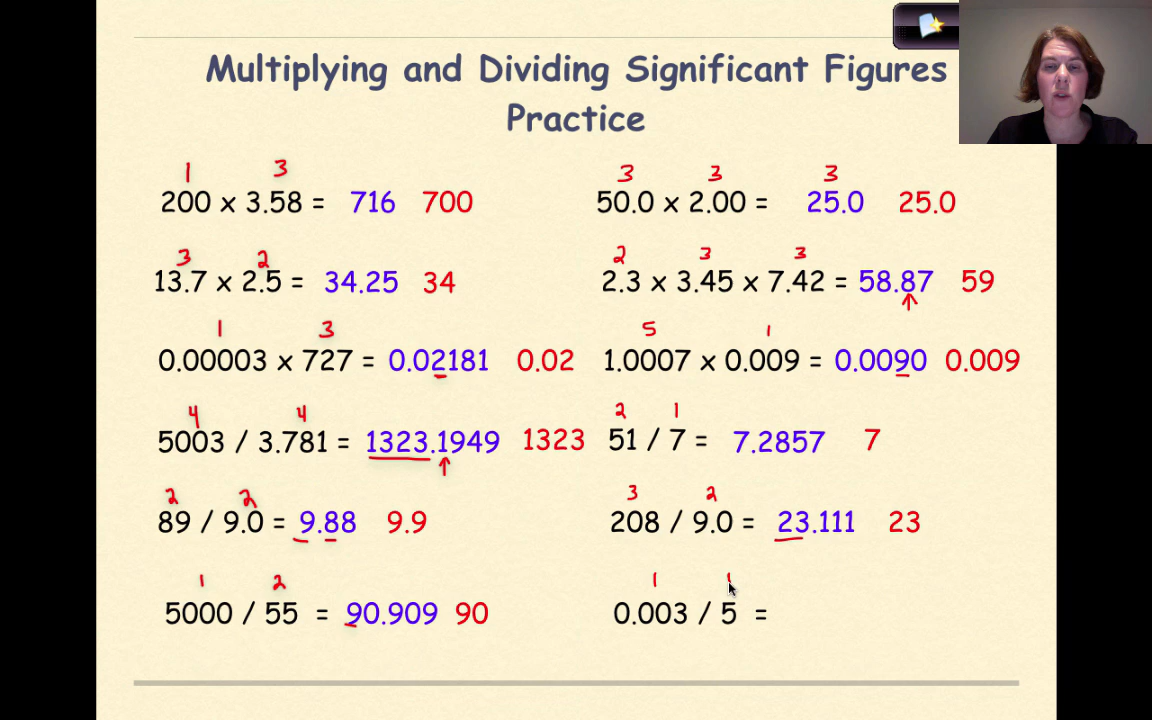 Multiplying and Dividing Significant Figures
Practice
1 3
200 x 3.58 = 716 700
3 3 3
50.0 x 2.00 = 25.0 25.0
3 2
13.7 x 2.5 = 34.25 34
2 3 3
2.3 x 3.45 x 7.42 = 58.87 59
1 3
0.00003 x 727 = 0.02181 0.02
5 1
1.0007 x 0.009 = 0.0090 0.009
4 4
5003 / 3.781 = 1323.1949 1323
2 1
51 / 7 = 7.2857 7
2 2
89 / 9.0 = 9.88 9.9
3 2
208 / 9.0 = 23.111 23
1 2
5000 / 55 = 90.909 90
1 1
0.003 / 5 =